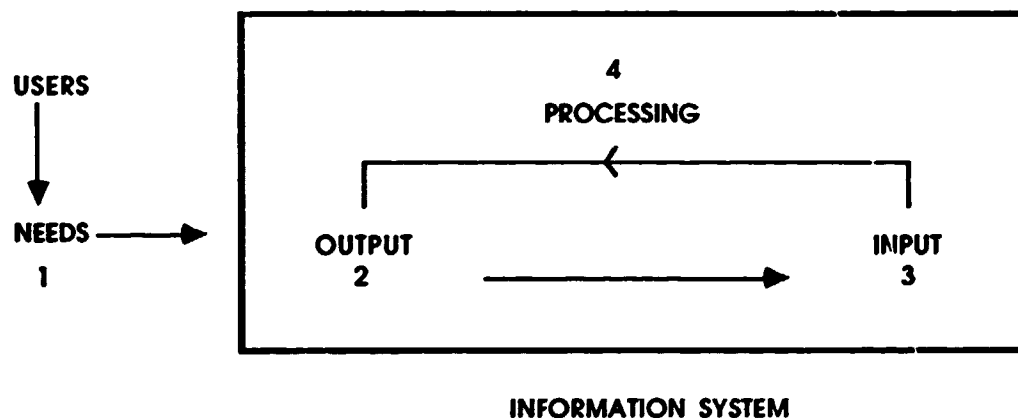 USERS
NEEDS
1
4
PROCESSING
OUTPUT
2
INPUT
3
INFORMATION SYSTEM